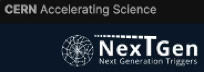 CERN Accelerating Science
NexTGen
Next Generation Triggers